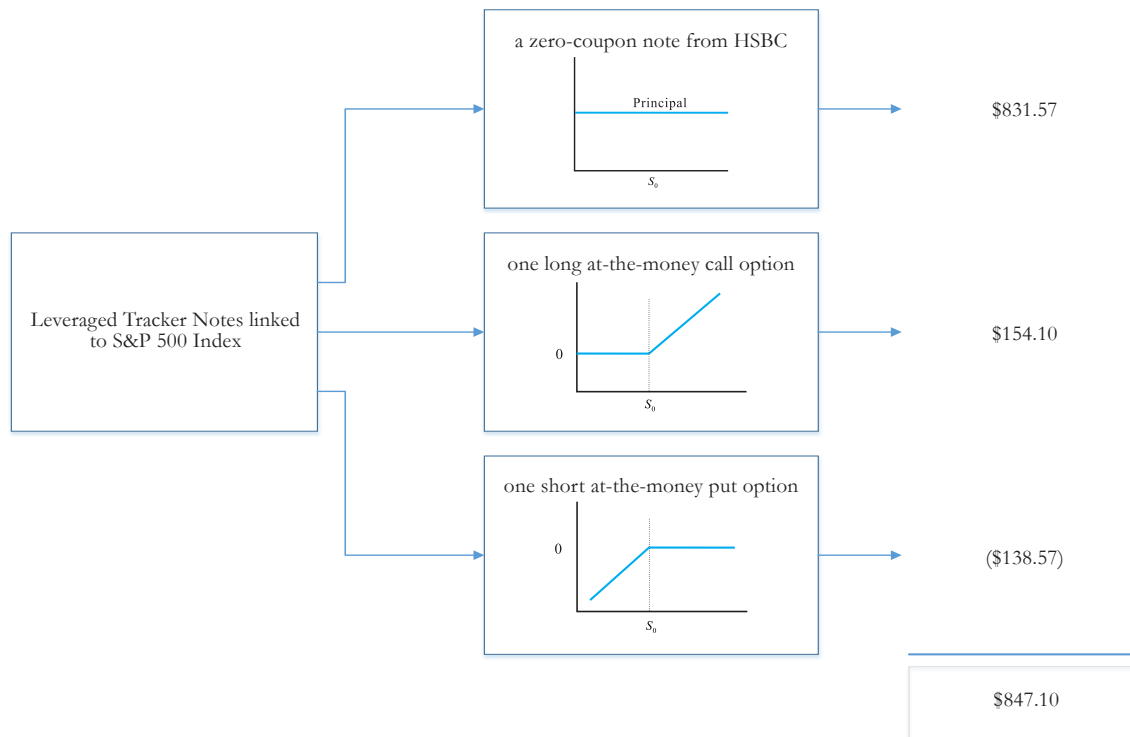 a zero-coupon note from HSBC
Principal
S₀
$831.57
Leveraged Tracker Notes linked
to S&P 500 Index
one long at-the-money call option
0
S₀
$154.10
one short at-the-money put option
0
S₀
($138.57)
$847.10